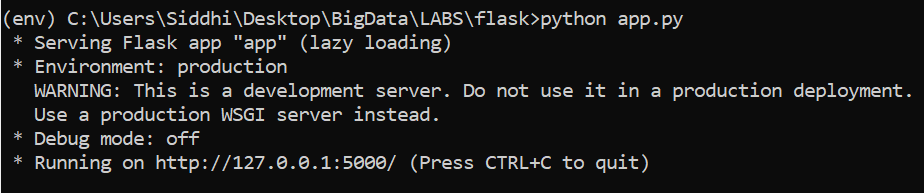 (env) C:\Users\Siddhi\Desktop\BigData\LABS\flask>python app.py
 * Serving Flask app "app" (lazy loading)
 * Environment: production
   WARNING: This is a development server. Do not use it in a production deployment.
   Use a production WSGI server instead.
 * Debug mode: off
 * Running on http://127.0.0.1:5000/ (Press CTRL+C to quit)